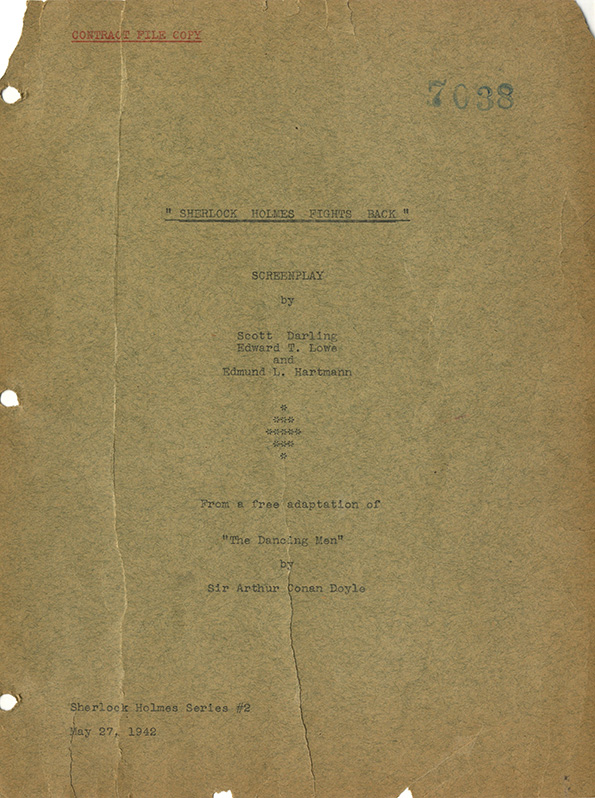 CONTRACT FILE COPY
7038
" SHERLOCK HOLMES FIGHTS BACK "
SCREENPLAY
by
Scott Darling
Edward T. Lowe
and
Edmund L. Hartmann
*
***
*****
***
*
From a free adaptation of
"The Dancing Men"
by
Sir Arthur Conan Doyle
Sherlock Holmes Series #2
May 27, 1942